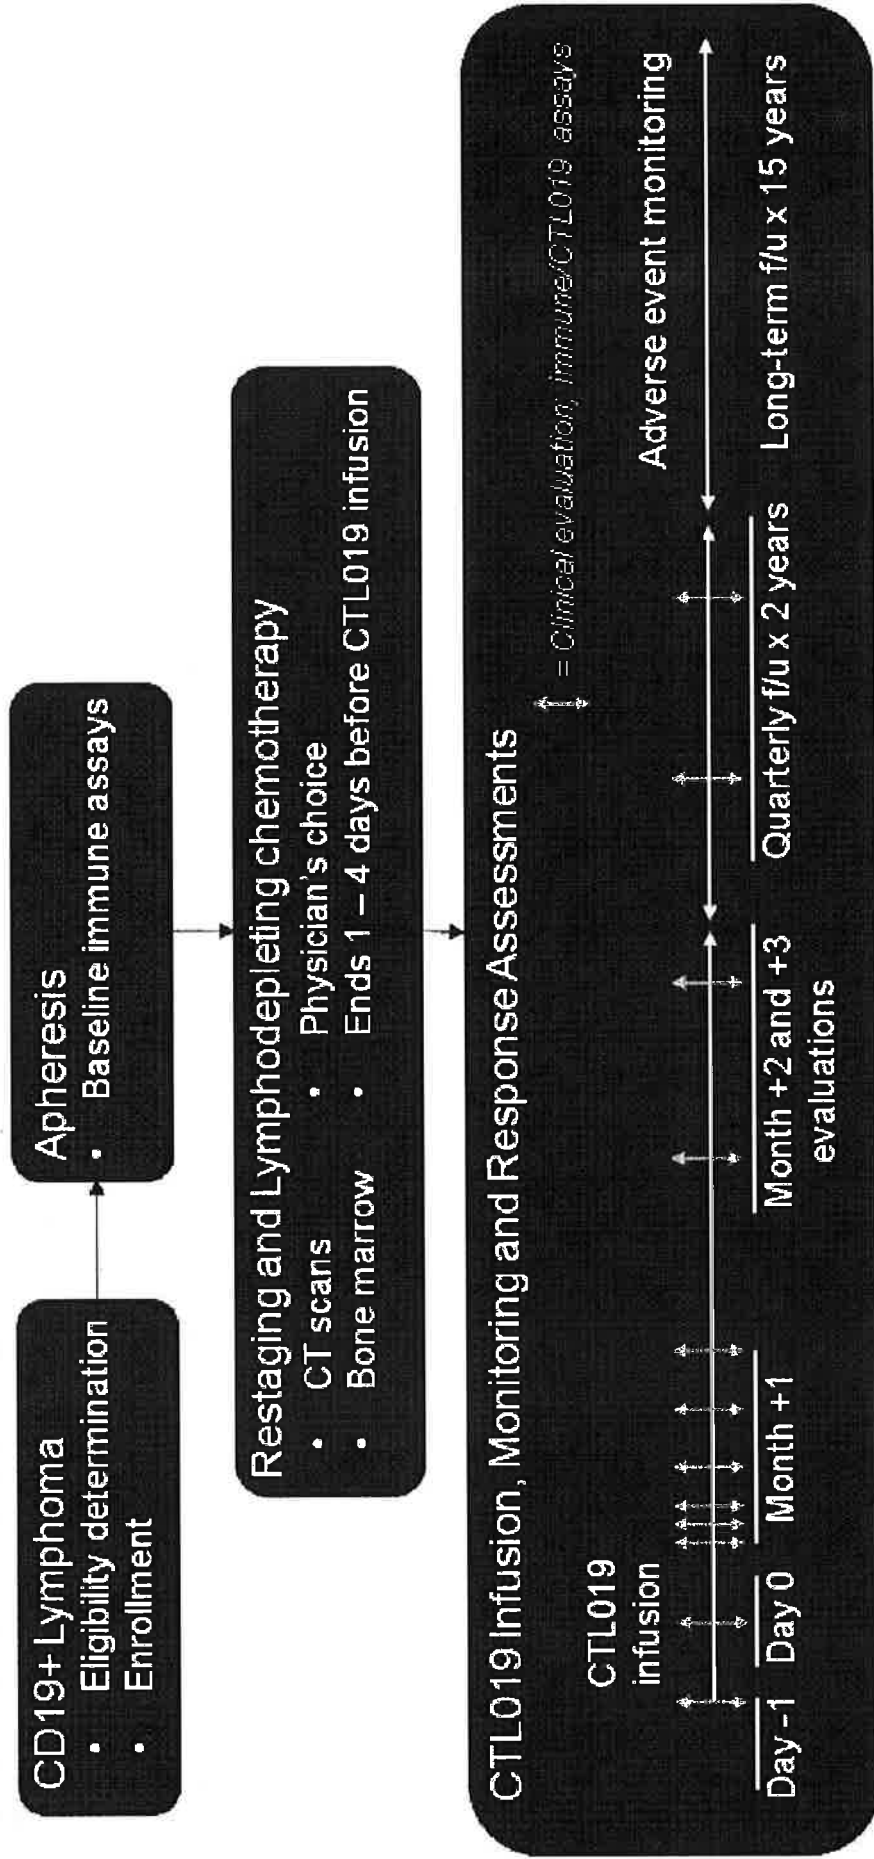 CD19+ Lymphoma
• Eligibility determination
• Enrollment
Apheresis
• Baseline immune assays
Restaging and Lymphodepleting chemotherapy
• CT scans
• Bone marrow
• Physician's choice
• Ends 1 – 4 days before CTL019 infusion
CTL019 Infusion, Monitoring and Response Assessments
= Clinical evaluation; immune/CTL019 assays
CTL019
infusion
Adverse event monitoring
Day -1
Day 0
Month +1
Month +2 and +3
evaluations
Quarterly f/u x 2 years
Long-term f/u x 15 years